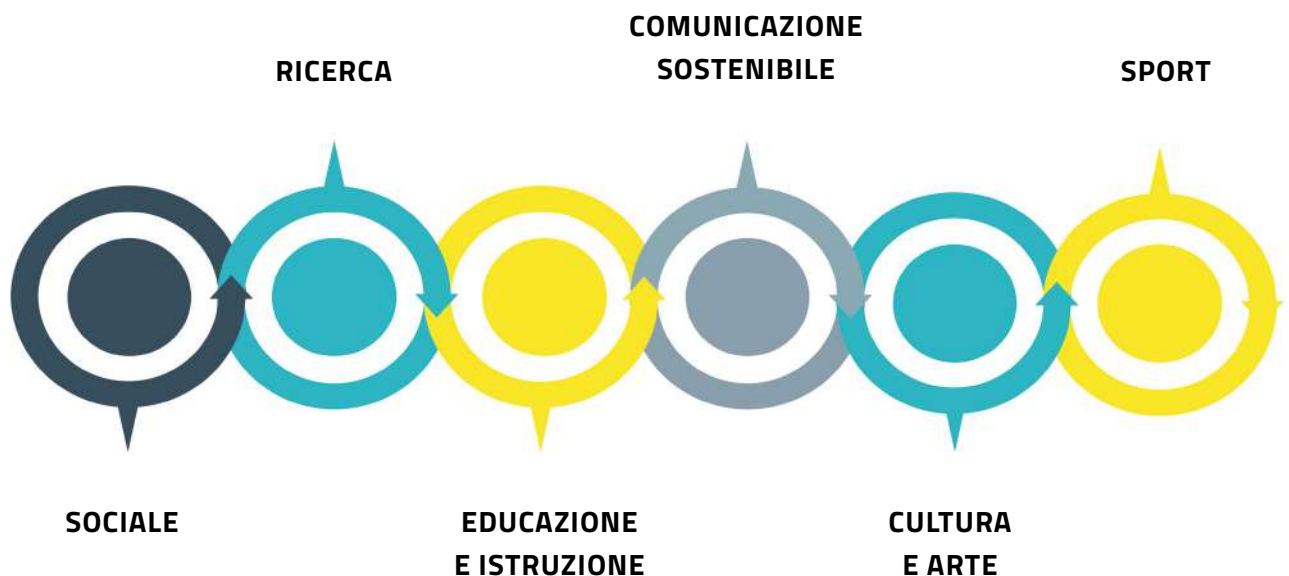 COMUNICAZIONE
SOSTENIBILE
RICERCA
SPORT
SOCIALE
EDUCAZIONE
E ISTRUZIONE
CULTURA
E ARTE